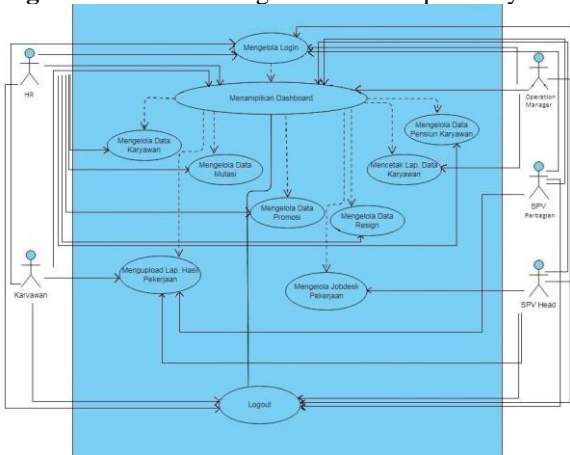 Mengelola Login
HR
Menampilkan Dashboard
Operation
Manager
Mengelola Data
Karyawan
Mengelola Data
Mutasi
Mencetak Lap. Data
Karyawan
Mengelola Data
Pensiun Karyawan
Mengelola Data
Promosi
Mengelola Data
Resign
SPV
Perbagian
Mengupload Lap. Hasil
Pekerjaan
Mengelola Jobdesk
Pekerjaan
Karyawan
SPV Head
Logout